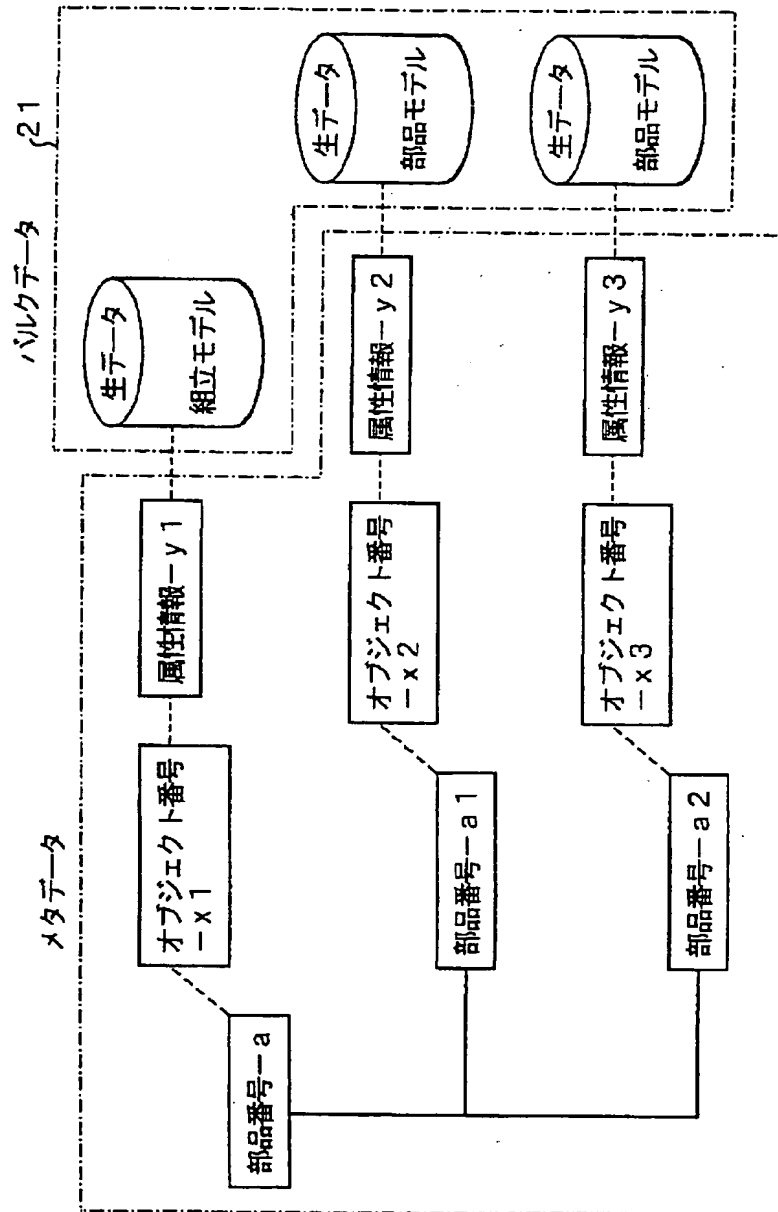 メタデータ
バルクデータ
21
部品番号−a
オブジェクト番号
−x1
属性情報−y1
生データ
組立モデル
部品番号−a1
オブジェクト番号
−x2
属性情報−y2
生データ
部品モデル
部品番号−a2
オブジェクト番号
−x3
属性情報−y3
生データ
部品モデル